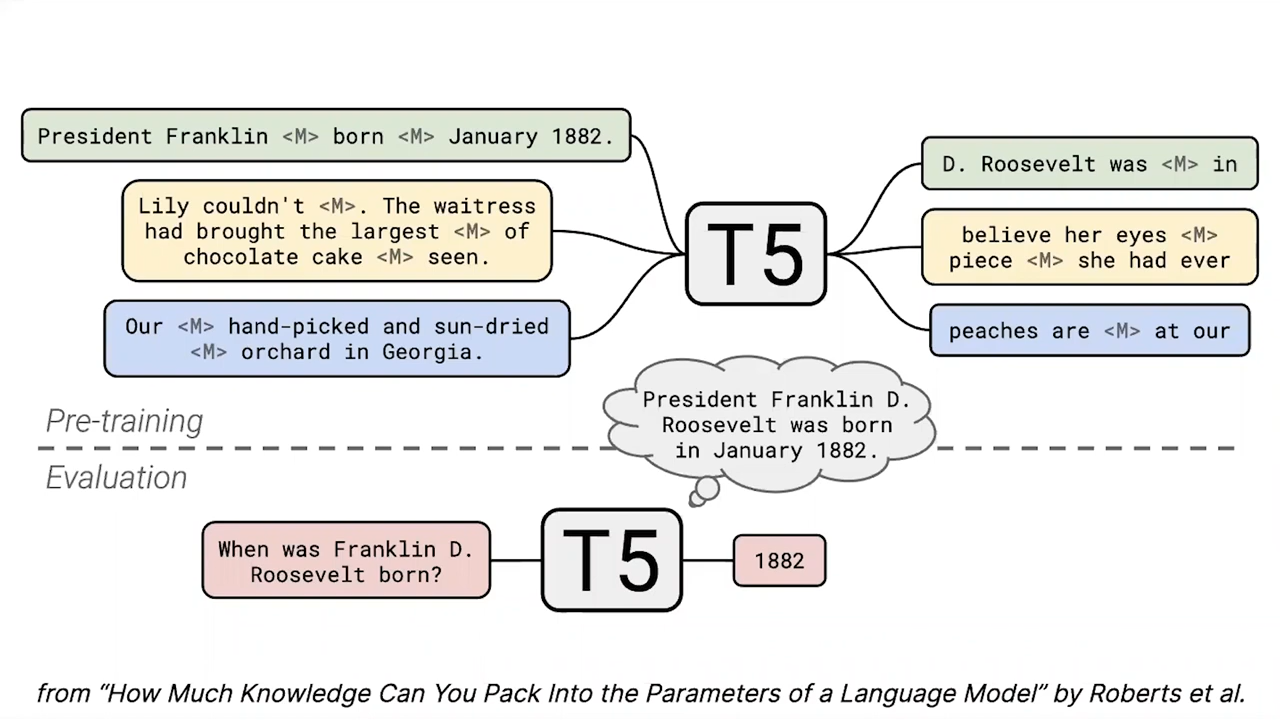 President Franklin <M> born <M> January 1882.
Lily couldn't <M>. The waitress
had brought the largest <M> of
chocolate cake <M> seen.
Our <M> hand-picked and sun-dried
<M> orchard in Georgia.
T5
D. Roosevelt was <M> in
believe her eyes <M>
piece <M> she had ever
peaches are <M> at our
President Franklin D.
Roosevelt was born
in January 1882.
Pre-training
Evaluation
When was Franklin D.
Roosevelt born?
T5
1882
from “How Much Knowledge Can You Pack Into the Parameters of a Language Model” by Roberts et al.